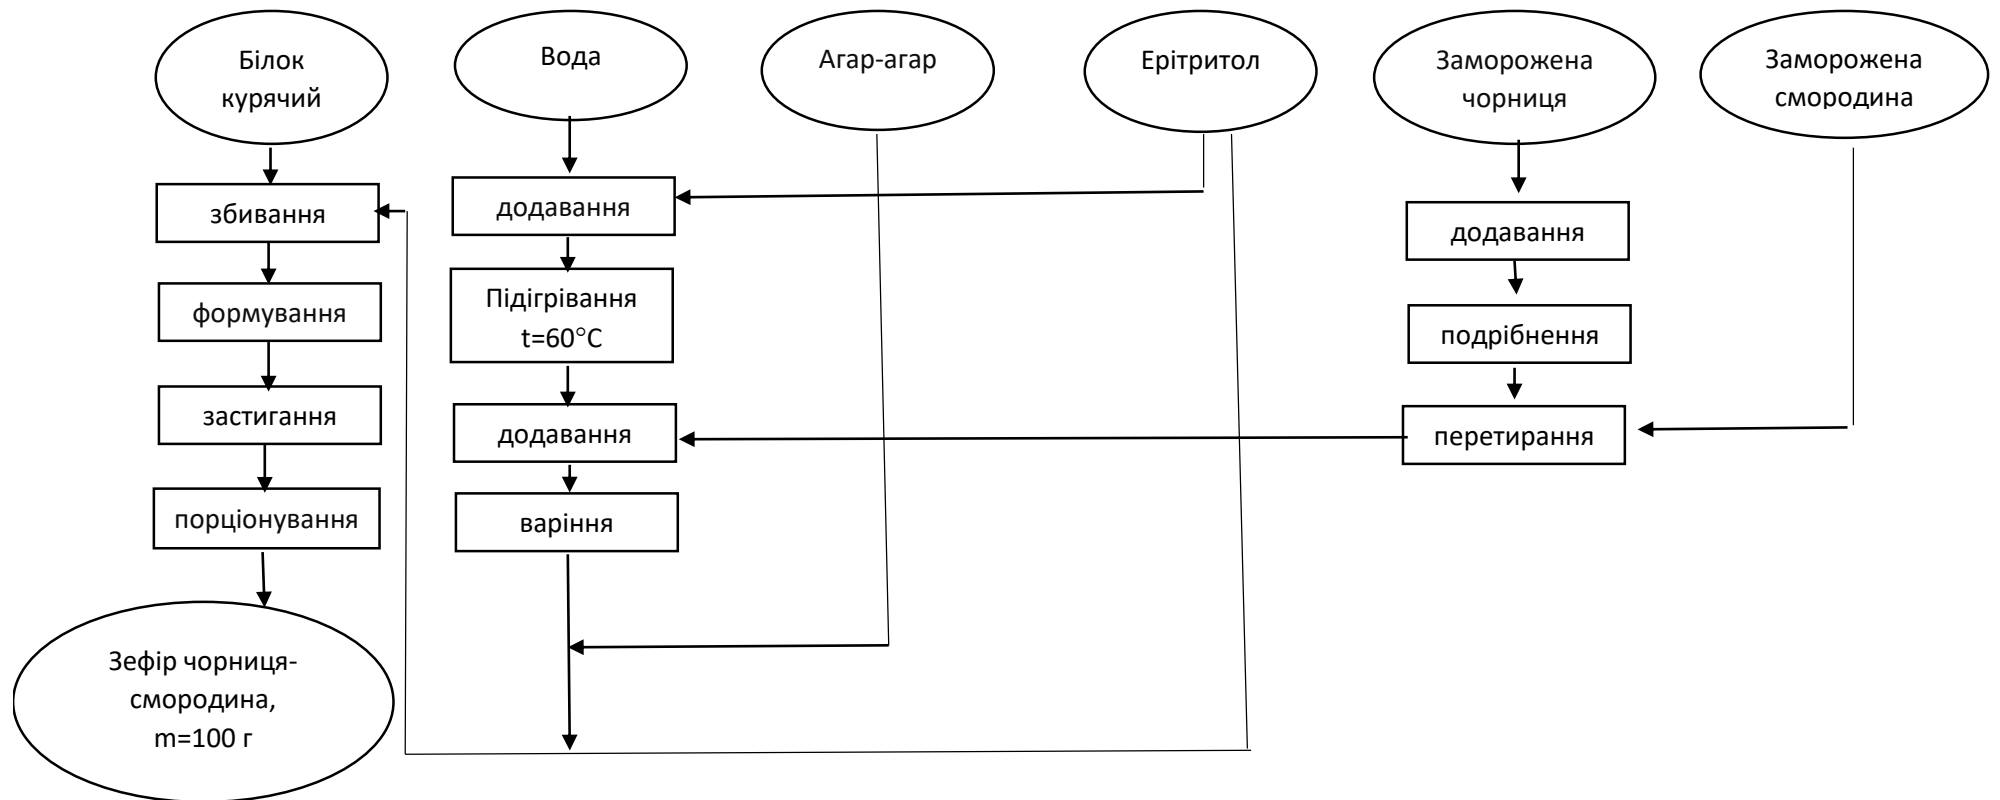 Білок
курячий
Вода
Агар-агар
Ерітритол
Заморожена
чорниця
Заморожена
смородина
збивання
додавання
додавання
формування
Підігрівання
t=60°C
подрібнення
застигання
додавання
перетирання
порціонування
варіння
Зефір чорниця-
смородина,
m=100 г